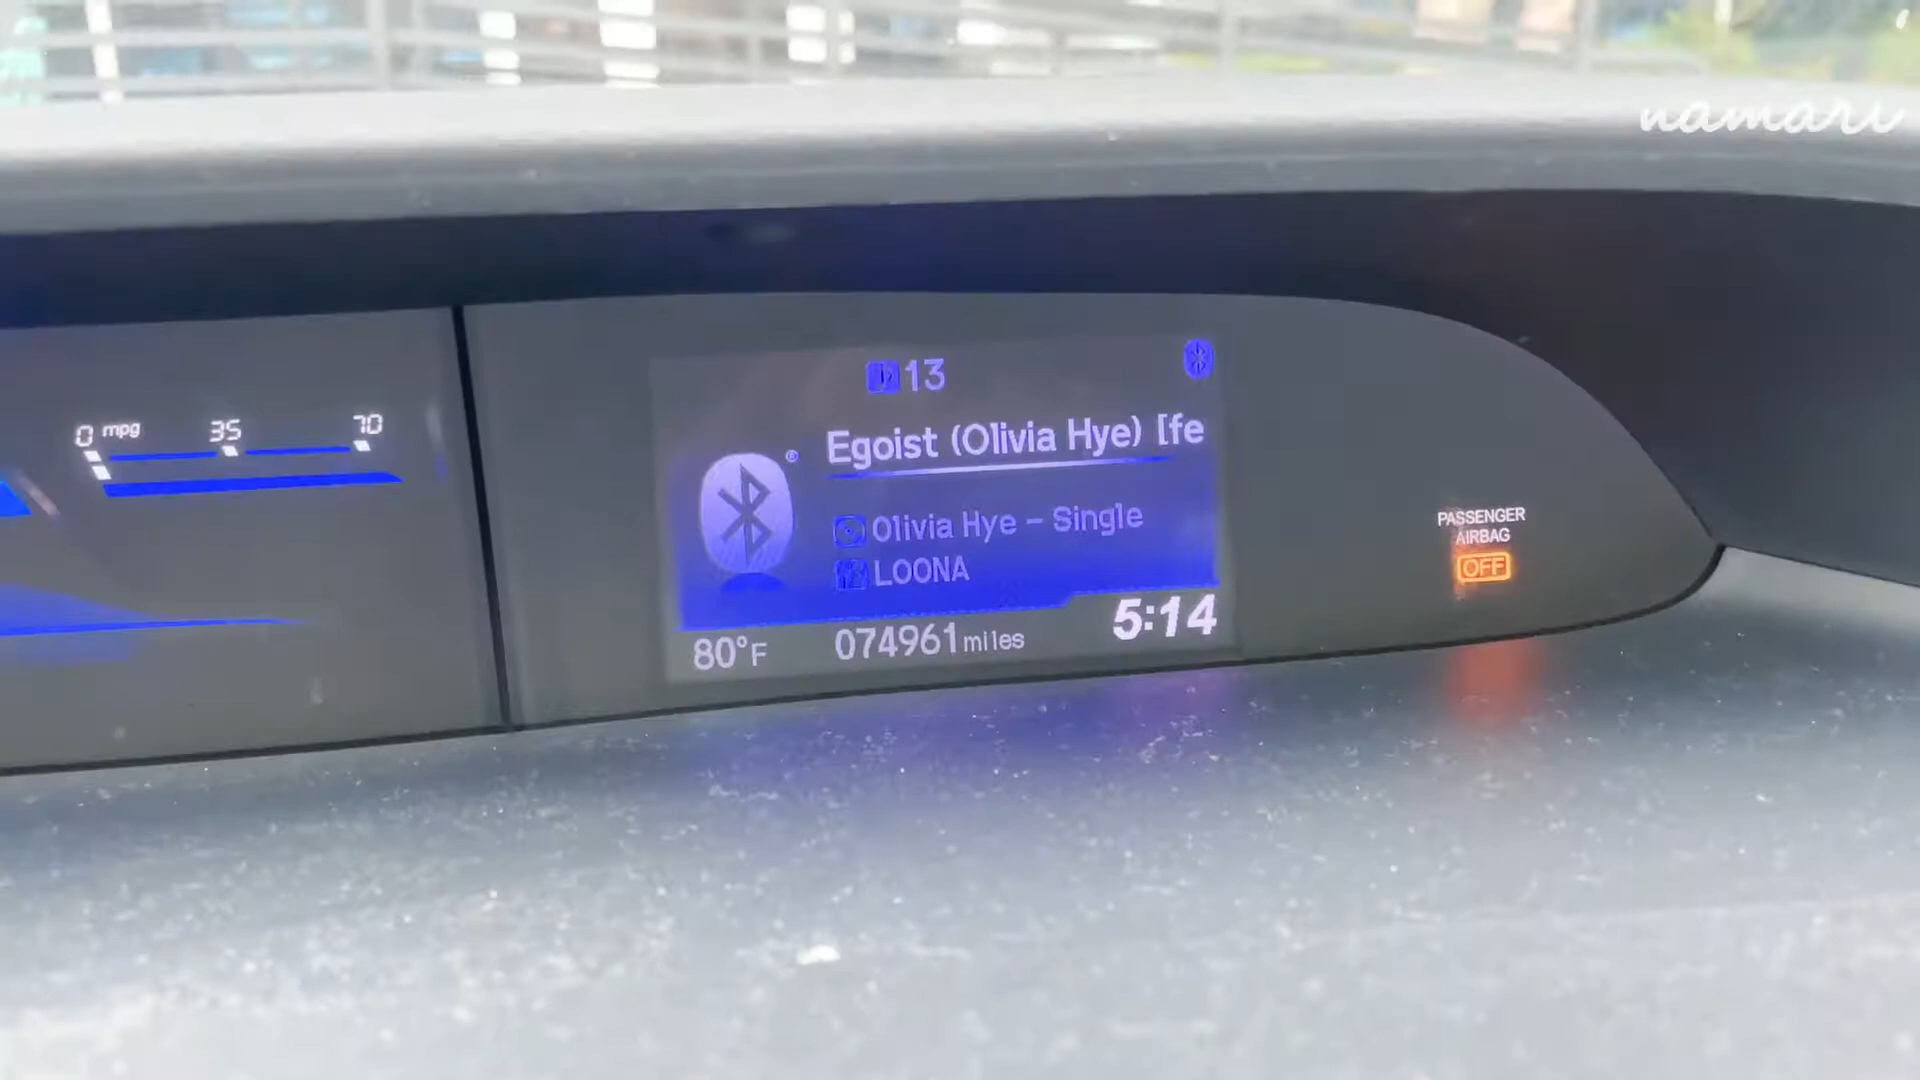 namari
0 mpg 35 70
13
Egoist (Olivia Hye) [fe
Olivia Hye - Single
LOONA
80°F 074961 miles 5:14
PASSENGER
AIRBAG
OFF